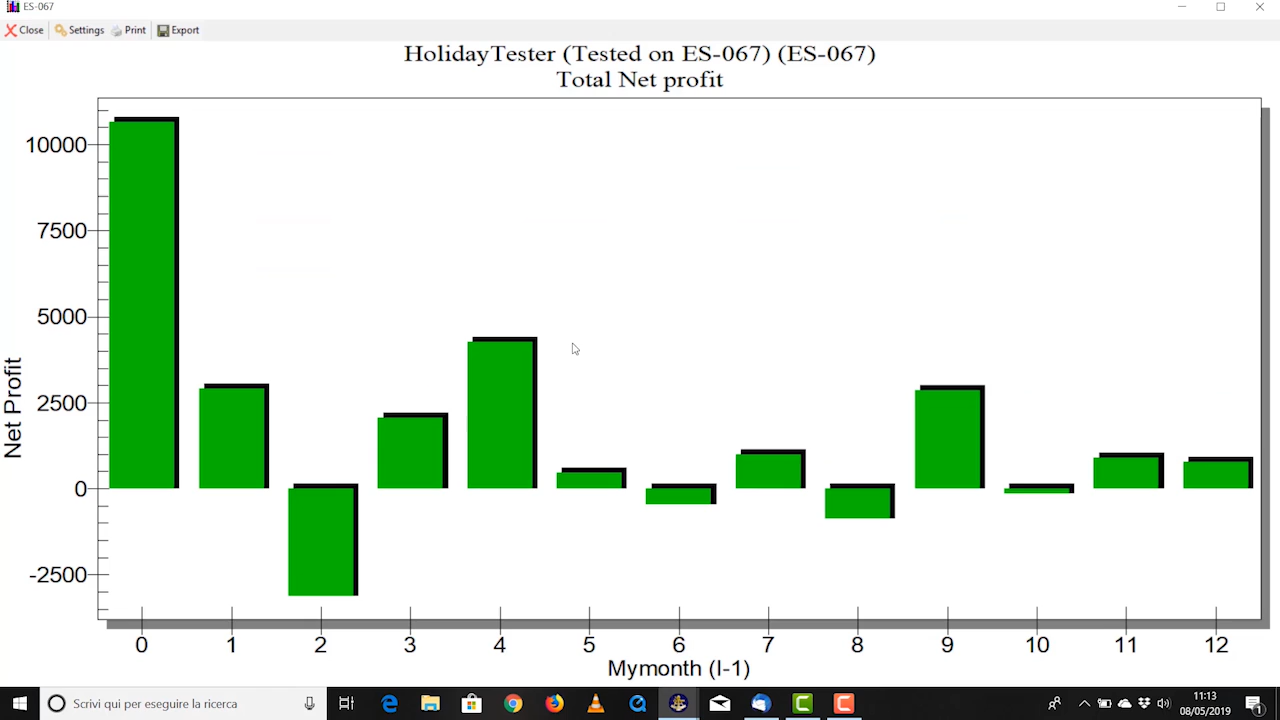 ES-067
Close Settings Print Export
HolidayTester (Tested on ES-067) (ES-067)
Total Net profit
10000
7500
5000
2500
0
-2500
Net Profit
0 1 2 3 4 5 6 7 8 9 10 11 12
Mymonth (I-1)
Scrivi qui per eseguire la ricerca
11:13
08/05/2019
1